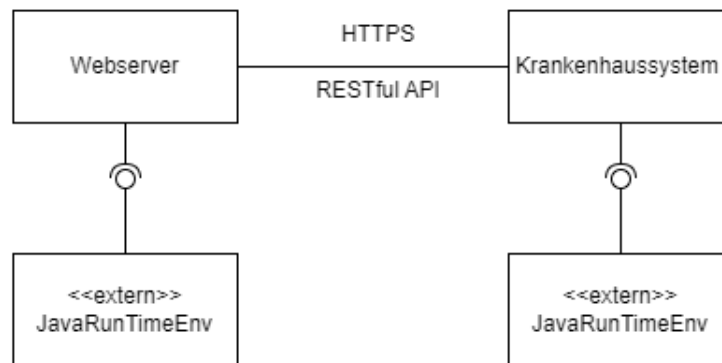 Webserver
HTTPS
RESTful API
Krankenhaussystem
<<extern>>
JavaRunTimeEnv
<<extern>>
JavaRunTimeEnv